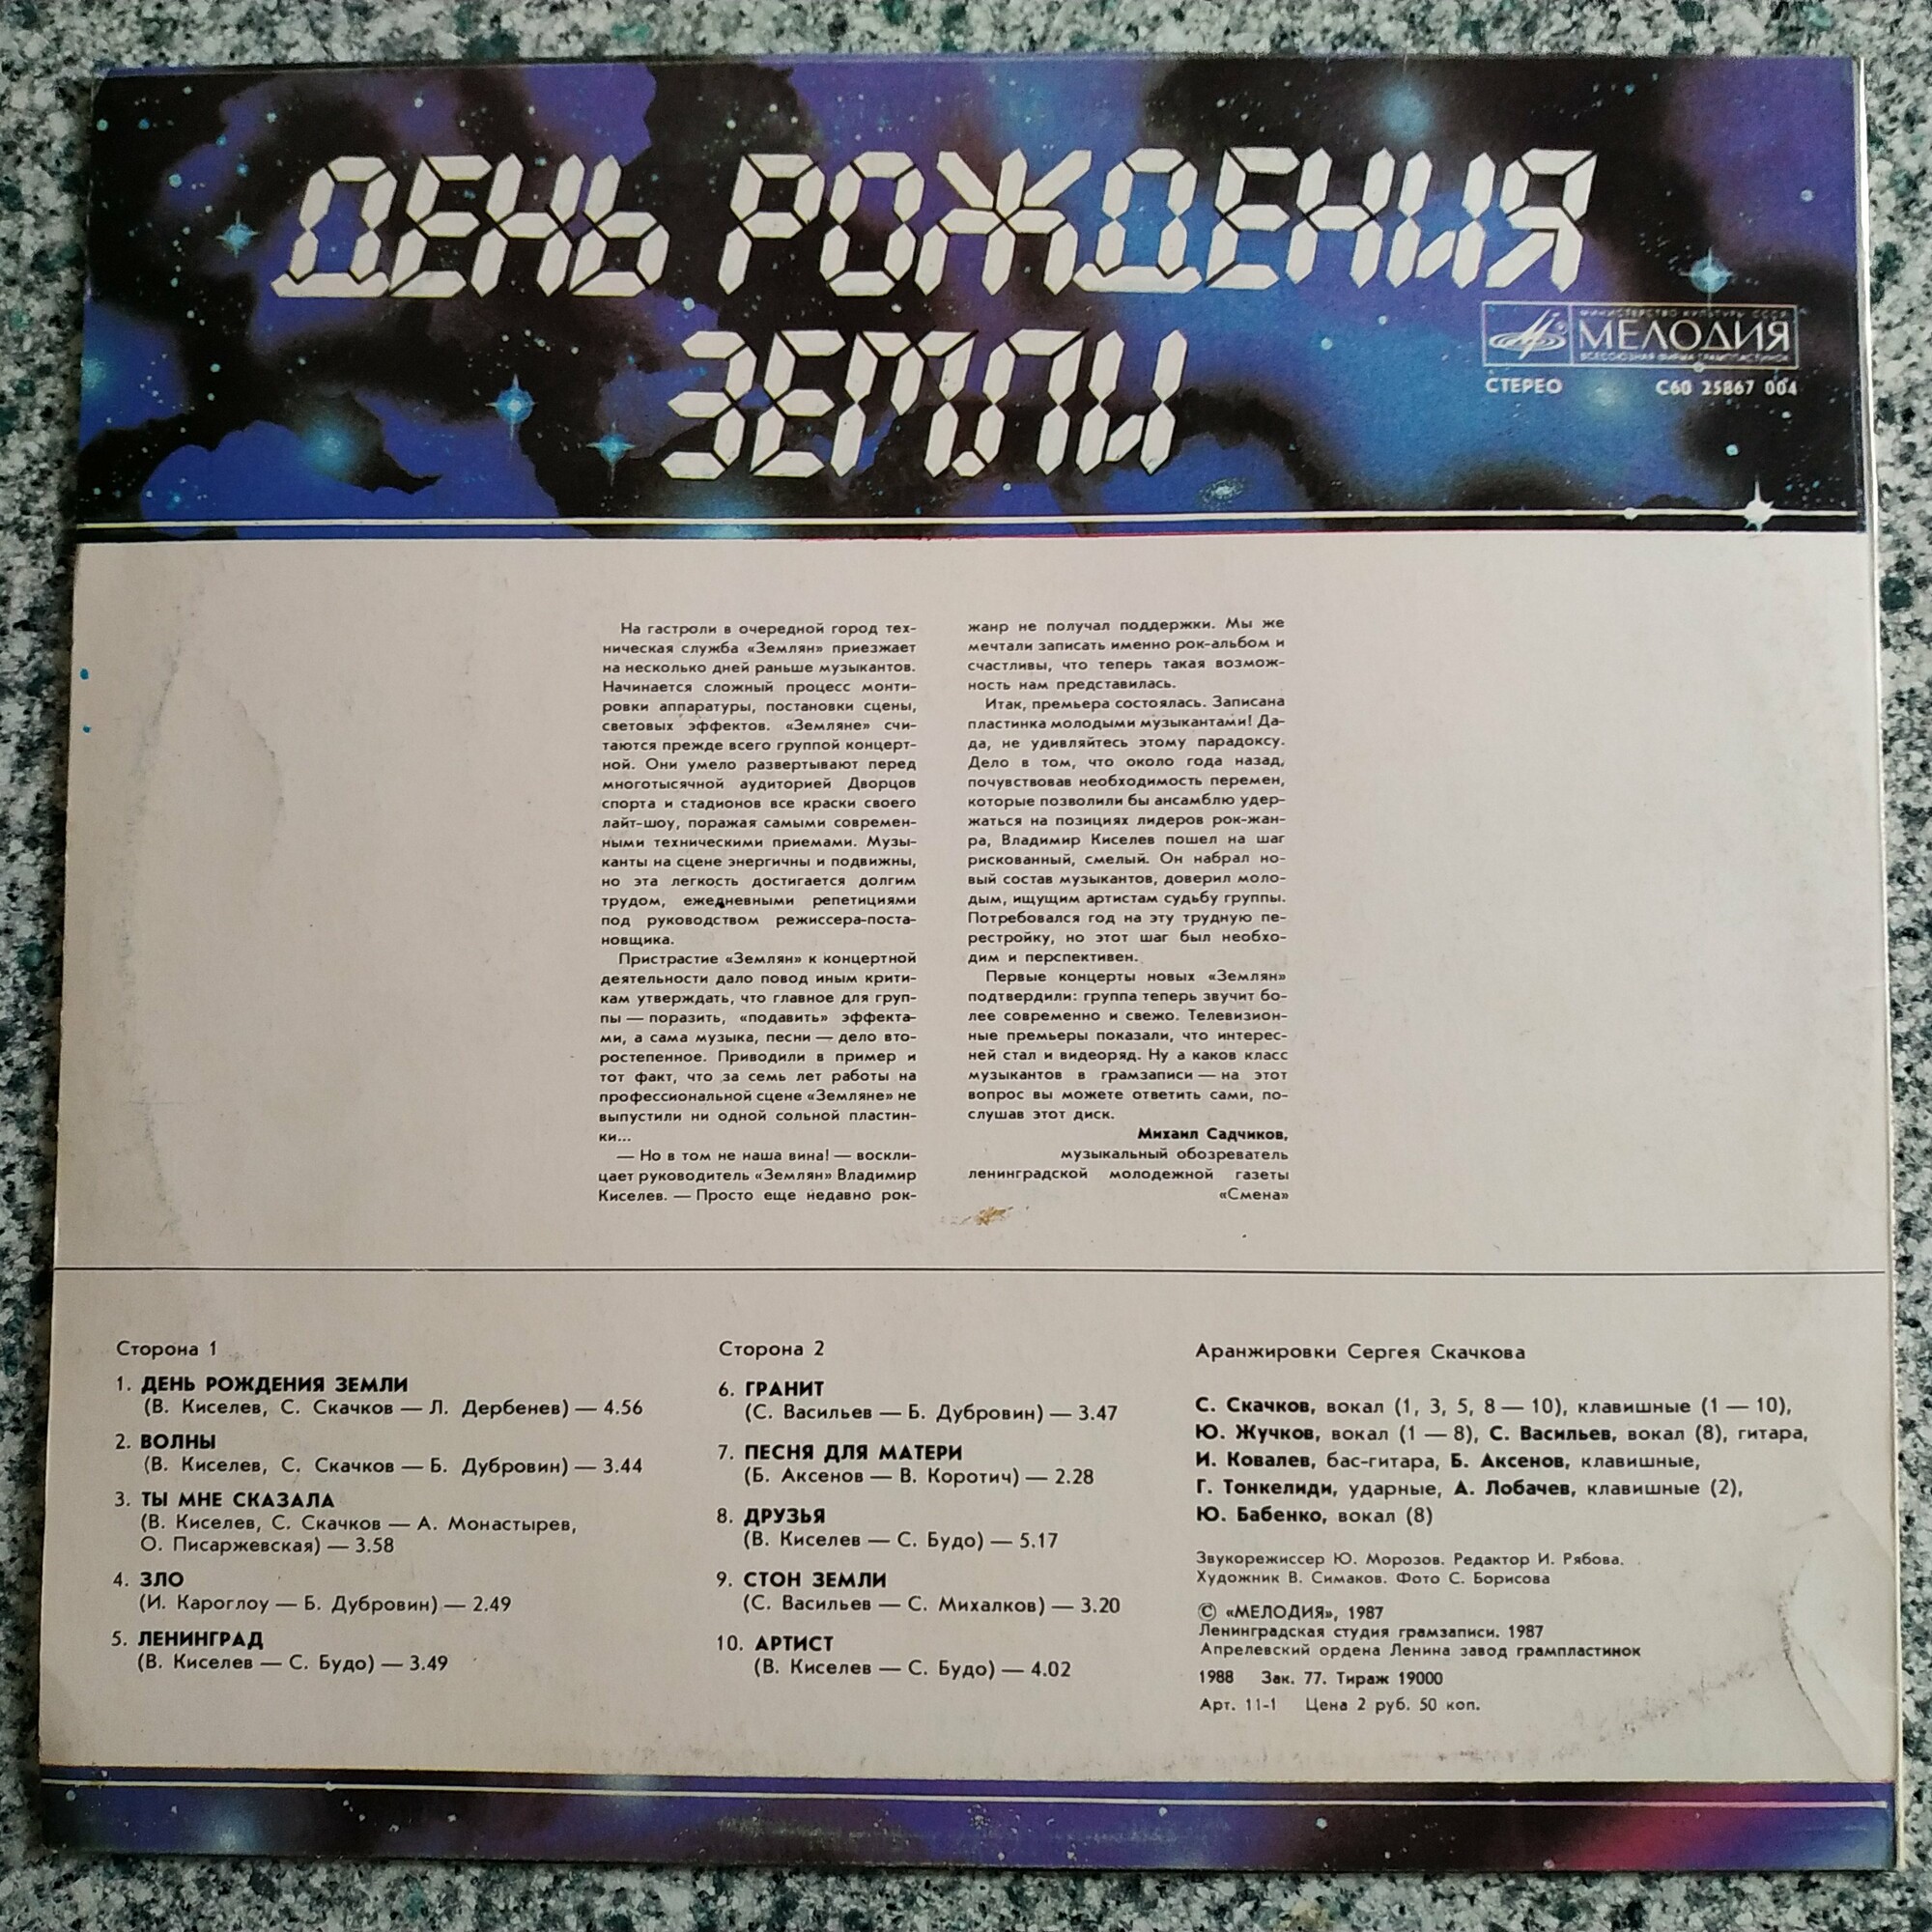 ДЕНЬ РОЖДЕНИЯ
ЗЕМЛИ
МИНИСТЕРСТВО КУЛЬТУРЫ СССР
МЕЛОДИЯ
ВСЕСОЮЗНАЯ ФИРМА ГРАМПЛАСТИНОК
СТЕРЕО С60 25867 004
На гастроли в очередной город тех-
ническая служба «Землян» приезжает
на несколько дней раньше музыкантов.
Начинается сложный процесс монти-
ровки аппаратуры, постановки сцены,
световых эффектов. «Земляне» счи-
таются прежде всего группой концерт-
ной. Они умело развертывают перед
многотысячной аудиторией Дворцов
спорта и стадионов все краски своего
лайт-шоу, поражая самыми современ-
ными техническими приемами. Музы-
канты на сцене энергичны и подвижны,
но эта легкость достигается долгим
трудом, ежедневными репетициями
под руководством режиссера-поста-
новщика.
Пристрастие «Землян» к концертной
деятельности дало повод иным крити-
кам утверждать, что главное для груп-
пы — поразить, «подавить» эффекта-
ми, а сама музыка, песни — дело вто-
ростепенное. Приводили в пример и
тот факт, что за семь лет работы на
профессиональной сцене «Земляне» не
выпустили ни одной сольной пластин-
ки...
— Но в том не наша вина! — воскли-
цает руководитель «Землян» Владимир
Киселев. — Просто еще недавно рок-
жанр не получал поддержки. Мы же
мечтали записать именно рок-альбом и
счастливы, что теперь такая возмож-
ность нам представилась.
Итак, премьера состоялась. Записана
пластинка молодыми музыкантами! Да-
да, не удивляйтесь этому парадоксу.
Дело в том, что около года назад,
почувствовав необходимость перемен,
которые позволили бы ансамблю удер-
жаться на позициях лидеров рок-жан-
ра, Владимир Киселев пошел на шаг
рискованный, смелый. Он набрал но-
вый состав музыкантов, доверил моло-
дым, ищущим артистам судьбу группы.
Потребовался год на эту трудную пе-
рестройку, но этот шаг был необхо-
дим и перспективен.
Первые концерты новых «Землян»
подтвердили: группа теперь звучит бо-
лее современно и свежо. Телевизион-
ные премьеры показали, что интерес-
ней стал и видеоряд. Ну а каков класс
музыкантов в грамзаписи — на этот
вопрос вы можете ответить сами, по-
слушав этот диск.
Михаил Садчиков,
музыкальный обозреватель
ленинградской молодежной газеты
«Смена»
Сторона 1
1. ДЕНЬ РОЖДЕНИЯ ЗЕМЛИ
(В. Киселев, С. Скачков — Л. Дербенев) — 4.56
2. ВОЛНЫ
(В. Киселев, С. Скачков — Б. Дубровин) — 3.44
3. ТЫ МНЕ СКАЗАЛА
(В. Киселев, С. Скачков — А. Монастырев,
О. Писаржевская) — 3.58
4. ЗЛО
(И. Кароглоу — Б. Дубровин) — 2.49
5. ЛЕНИНГРАД
(В. Киселев — С. Будо) — 3.49
Сторона 2
6. ГРАНИТ
(С. Васильев — Б. Дубровин) — 3.47
7. ПЕСНЯ ДЛЯ МАТЕРИ
(Б. Аксенов — В. Коротич) — 2.28
8. ДРУЗЬЯ
(В. Киселев — С. Будо) — 5.17
9. СТОН ЗЕМЛИ
(С. Васильев — С. Михалков) — 3.20
10. АРТИСТ
(В. Киселев — С. Будо) — 4.02
Аранжировки Сергея Скачкова
С. Скачков, вокал (1, 3, 5, 8 — 10), клавишные (1 — 10),
Ю. Жучков, вокал (1 — 8), С. Васильев, вокал (8), гитара,
И. Ковалев, бас-гитара, Б. Аксенов, клавишные,
Г. Тонкелиди, ударные, А. Лобачев, клавишные (2),
Ю. Бабенко, вокал (8)
Звукорежиссер Ю. Морозов. Редактор И. Рябова.
Художник В. Симаков. Фото С. Борисова
© «МЕЛОДИЯ», 1987
Ленинградская студия грамзаписи. 1987
Апрелевский ордена Ленина завод грампластинок
1988 Зак. 77. Тираж 19000
Арт. 11-1 Цена 2 руб. 50 коп.